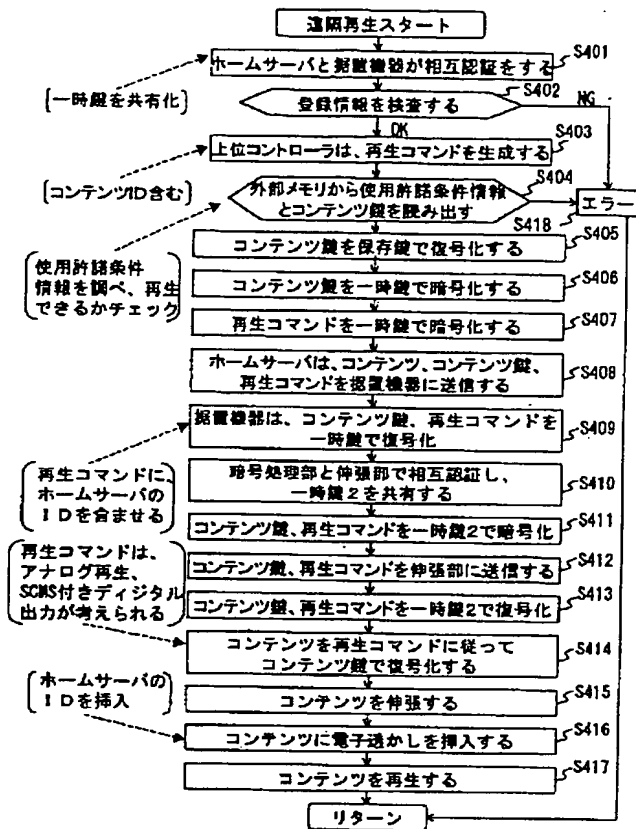 遠隔再生スタート
ホームサーバと据置機器が相互認証をする
S401
[一時鍵を共有化]
登録情報を検査する
S402
NG
OK
上位コントローラは、再生コマンドを生成する
S403
[コンテンツID含む]
外部メモリから使用許諾条件情報
とコンテンツ鍵を読み出す
S404
エラー
S418
コンテンツ鍵を保存鍵で復号化する
S405
使用許諾条件
情報を調べ、再生
できるかチェック
コンテンツ鍵を一時鍵で暗号化する
S406
再生コマンドを一時鍵で暗号化する
S407
ホームサーバは、コンテンツ、コンテンツ鍵、
再生コマンドを据置機器に送信する
S408
据置機器は、コンテンツ鍵、再生コマンドを
一時鍵で復号化
S409
再生コマンドに、
ホームサーバの
IDを含ませる
暗号処理部と伸張部で相互認証し、
一時鍵2を共有する
S410
コンテンツ鍵、再生コマンドを一時鍵2で暗号化
S411
再生コマンドは、
アナログ再生、
SCMS付きディジタル
出力が考えられる
コンテンツ鍵、再生コマンドを伸張部に送信する
S412
コンテンツ鍵、再生コマンドを一時鍵2で復号化
S413
コンテンツを再生コマンドに従って
コンテンツ鍵で復号化する
S414
ホームサーバの
IDを挿入
コンテンツを伸張する
S415
コンテンツに電子透かしを挿入する
S416
コンテンツを再生する
S417
リターン